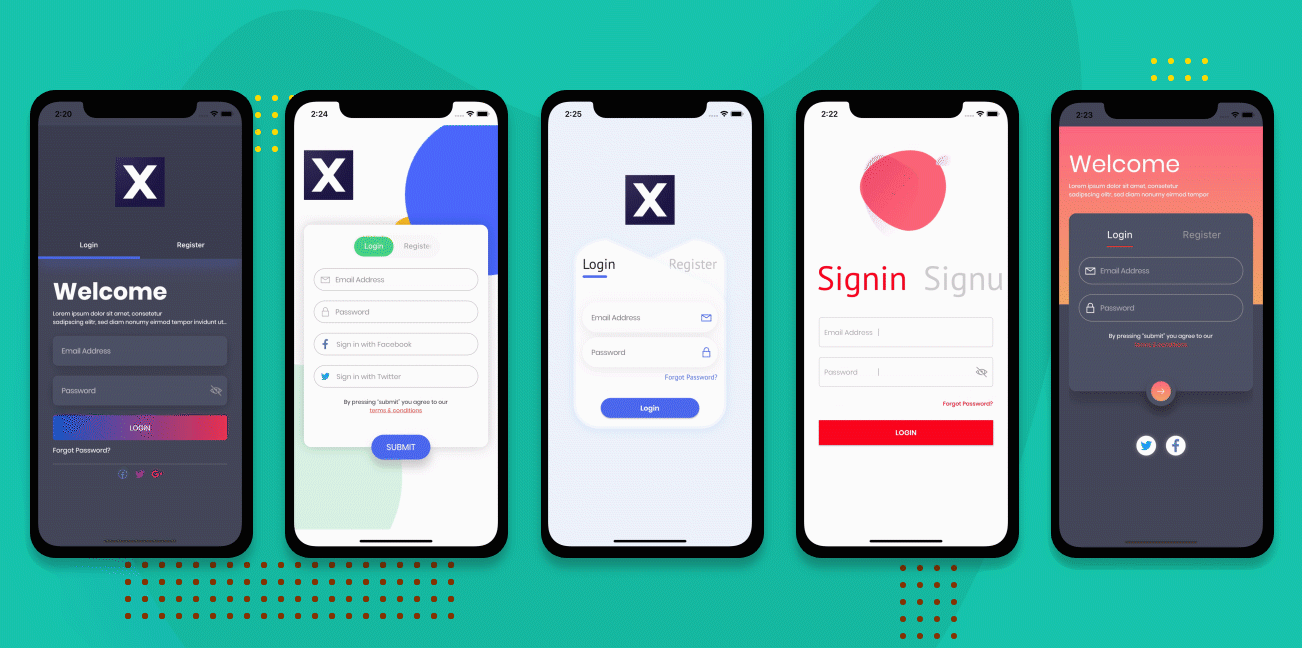 2:20
X
Login Register
Welcome
Lorem ipsum dolor sit amet, consetetur
sadipscing elitr, sed diam nonumy eirmod tempor invidunt ut...
Email Address
Password
LOGIN
Forgot Password?
2:24
X
Login Registe
Email Address
Password
Sign in with Facebook
Sign in with Twitter
By pressing "submit" you agree to our
terms & conditions
SUBMIT
2:25
X
Login Register
Email Address
Password
Forgot Password?
Login
2:22
Signin Signu
Email Address
Password
Forgot Password?
LOGIN
2:23
Welcome
Lorem ipsum dolor sit amet, consetetur
sadipscing elitr, sed diam nonumy eirmod tempor
Login Register
Email Address
Password
By pressing "submit" you agree to our